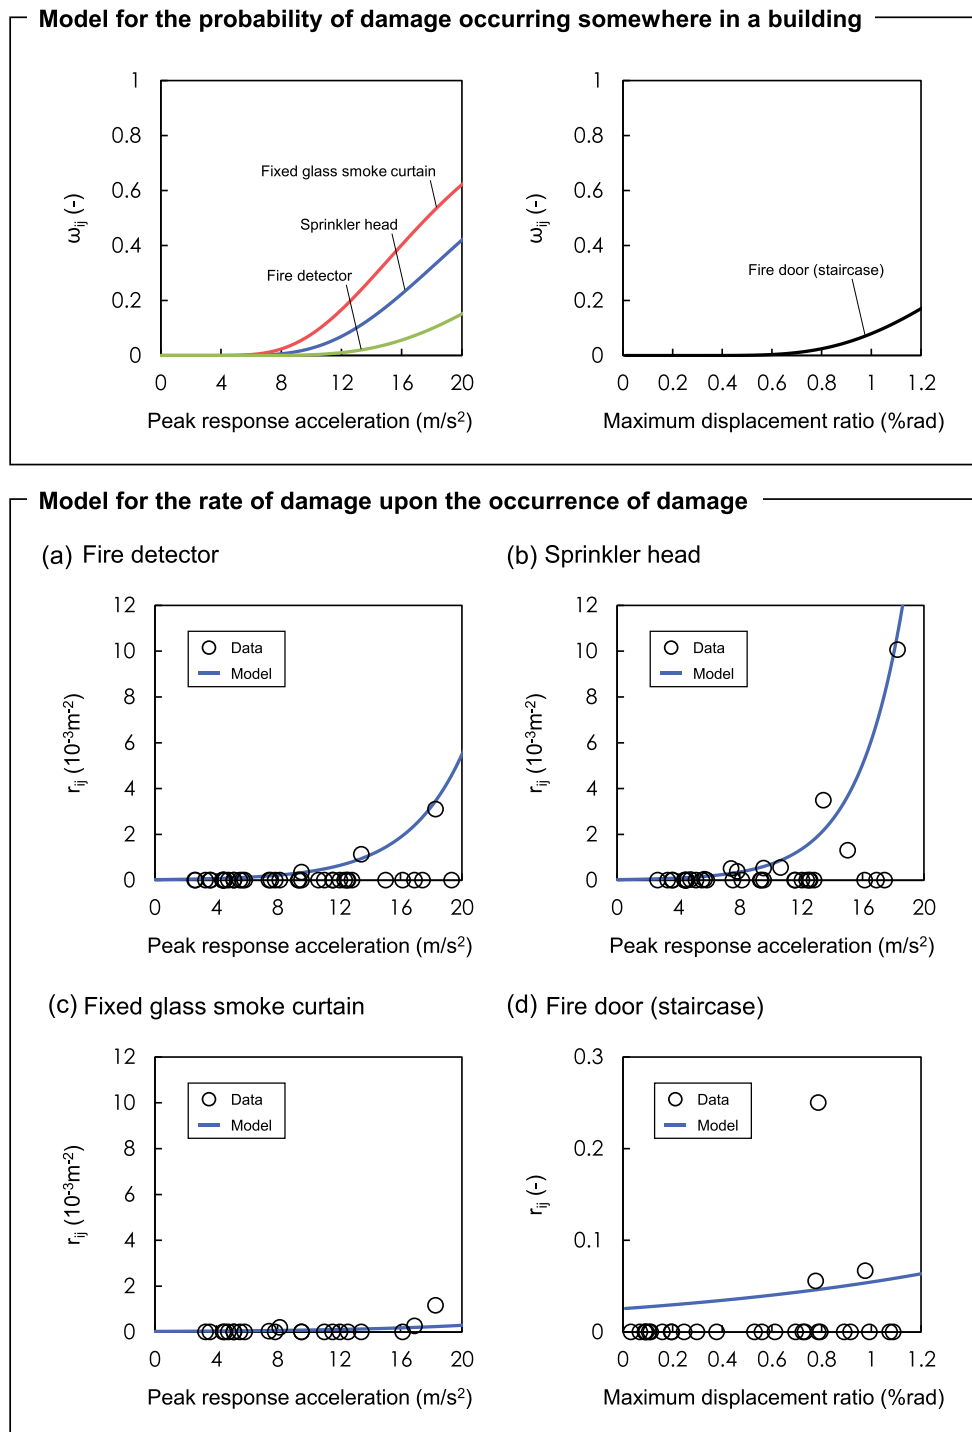 Model for the probability of damage occurring somewhere in a building
1
0.8
0.6
0.4
0.2
0
ω_ij (-)
Fixed glass smoke curtain
Sprinkler head
Fire detector
0 4 8 12 16 20
Peak response acceleration (m/s²)
1
0.8
0.6
0.4
0.2
0
ω_ij (-)
Fire door (staircase)
0 0.2 0.4 0.6 0.8 1 1.2
Maximum displacement ratio (%rad)
Model for the rate of damage upon the occurrence of damage
(a) Fire detector
12
10
8
6
4
2
0
r_ij (10⁻³m⁻²)
Data
Model
0 4 8 12 16 20
Peak response acceleration (m/s²)
(b) Sprinkler head
12
10
8
6
4
2
0
r_ij (10⁻³m⁻²)
Data
Model
0 4 8 12 16 20
Peak response acceleration (m/s²)
(c) Fixed glass smoke curtain
12
10
8
6
4
2
0
r_ij (10⁻³m⁻²)
Data
Model
0 4 8 12 16 20
Peak response acceleration (m/s²)
(d) Fire door (staircase)
0.3
0.2
0.1
0
r_ij (-)
Data
Model
0 0.2 0.4 0.6 0.8 1 1.2
Maximum displacement ratio (%rad)